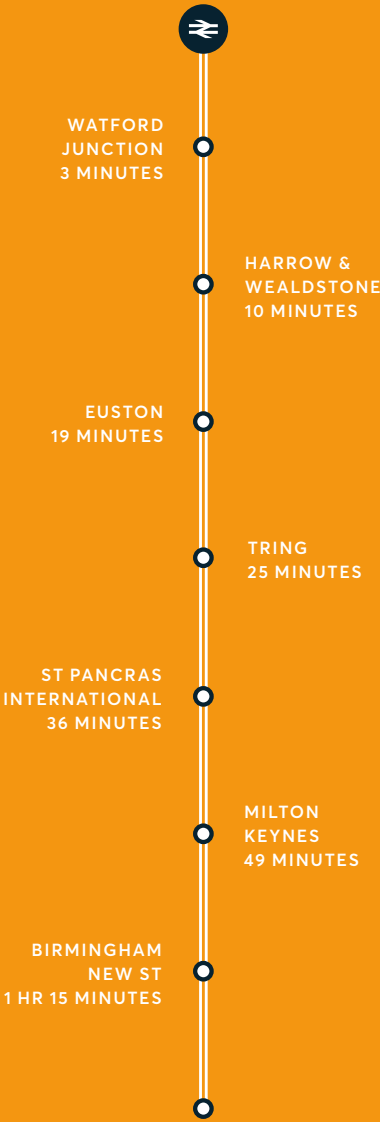 WATFORD
JUNCTION
3 MINUTES
HARROW &
WEALDSTONE
10 MINUTES
EUSTON
19 MINUTES
TRING
25 MINUTES
ST PANCRAS
INTERNATIONAL
36 MINUTES
MILTON
KEYNES
49 MINUTES
BIRMINGHAM
NEW ST
1 HR 15 MINUTES